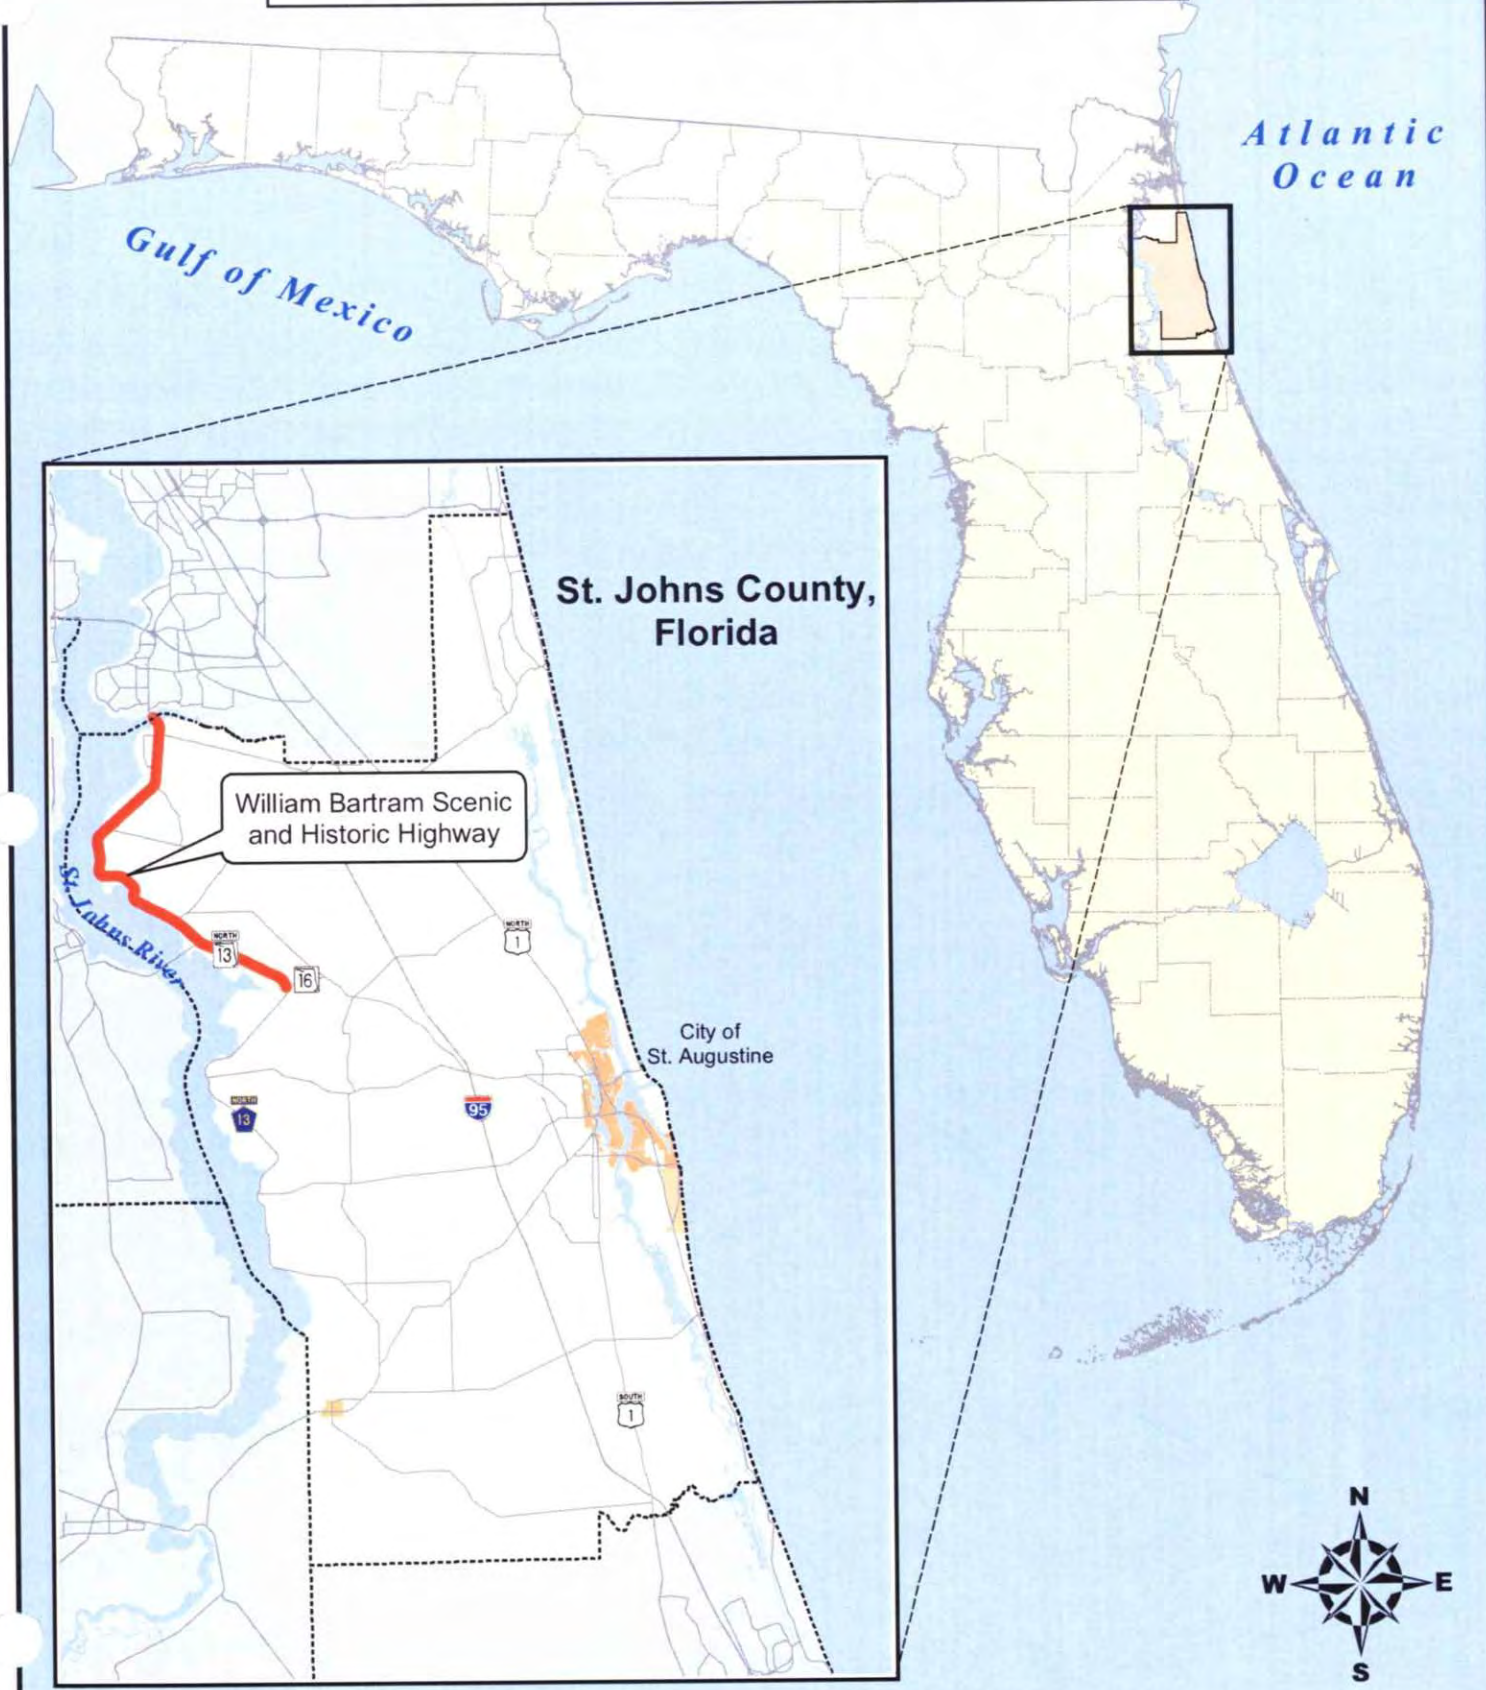 Atlantic
Ocean
Gulf of Mexico
St. Johns County,
Florida
William Bartram Scenic
and Historic Highway
St. Johns River
NORTH
13
16
NORTH
1
City of
St. Augustine
NORTH
13
95
SOUTH
1
N
W
E
S